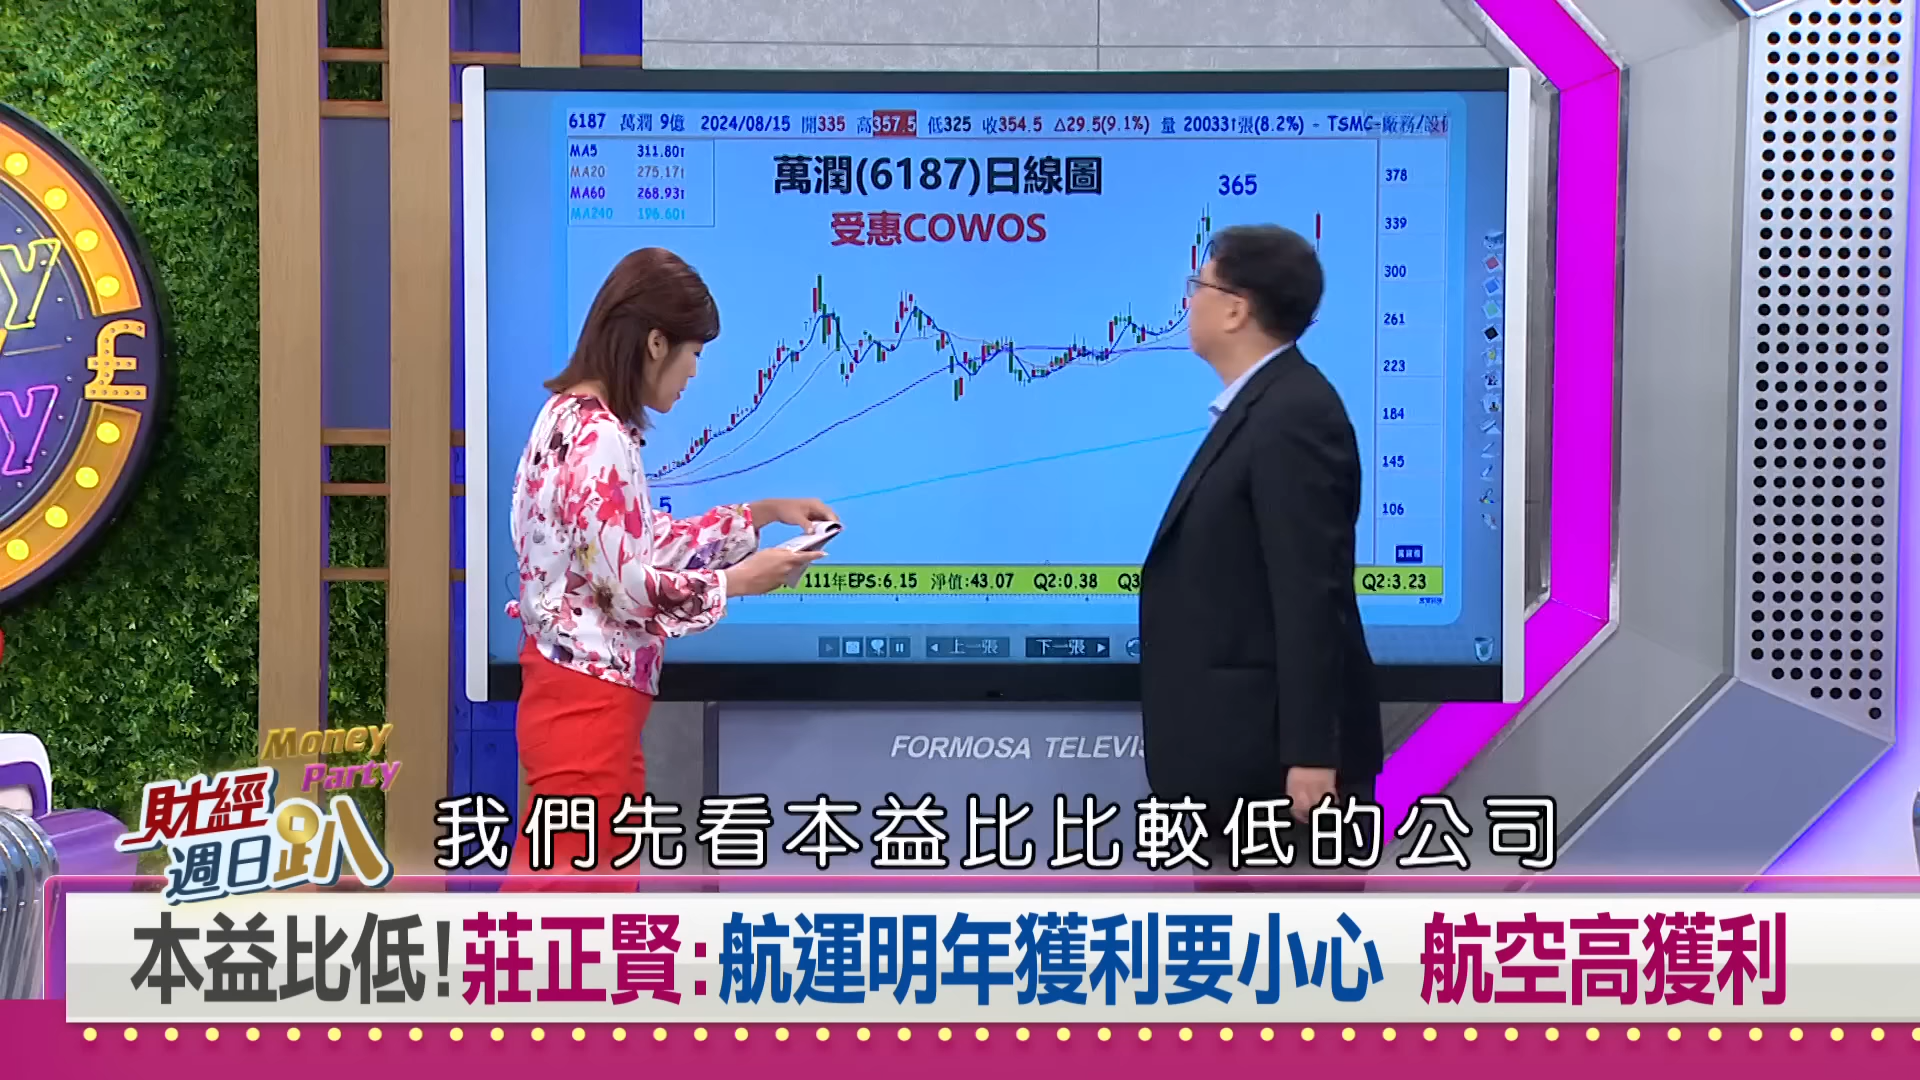 6187 萬潤 9億 2024/08/15 開335 高357.5 低325 收354.5 △29.5(9.1%) 量 20033↑張(8.2%) - TSMC-廠務/設
MA5 311.80↑
MA20 275.17↑
MA60 268.93↑
MA240 196.60↑
萬潤(6187)日線圖
受惠COWOS
365
378
339
300
261
223
184
145
106
5
111年EPS:6.15 淨值:43.07 Q2:0.38 Q3
Q2:3.23
上一張
下一張
FORMOSA TELEVIS
£
Money
Party
財經
週日趴
我們先看本益比比較低的公司
本益比低!莊正賢:航運明年獲利要小心 航空高獲利